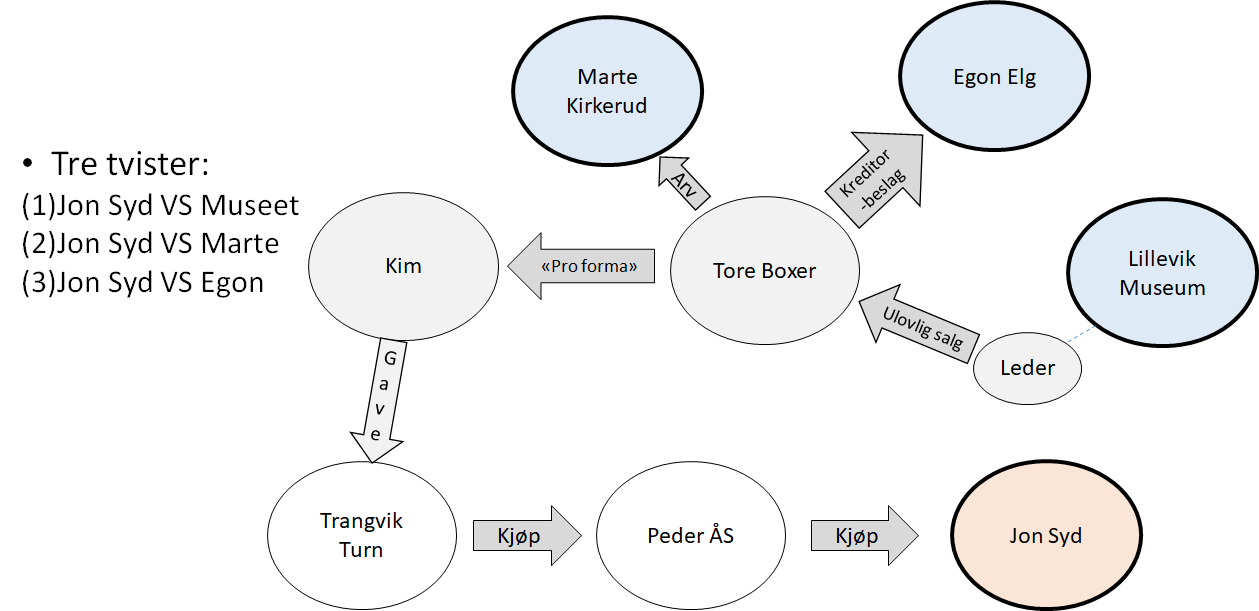 • Tre tvister:
(1)Jon Syd VS Museet
(2)Jon Syd VS Marte
(3)Jon Syd VS Egon
Marte
Kirkerud
Egon Elg
Arv
Kreditor
-beslag
Kim
«Pro forma»
Tore Boxer
Lillevik
Museum
Ulovlig salg
Leder
G
a
v
e
Trangvik
Turn
Kjøp
Peder ÅS
Kjøp
Jon Syd